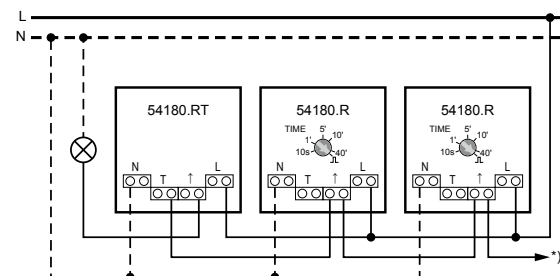 L
N
54180.RT
54180.R
54180.R
TIME 5'
1' 10'
10s 40'
TIME 5'
1' 10'
10s 40'
N T ↑ L
N T ↑ L
N T ↑ L
*)